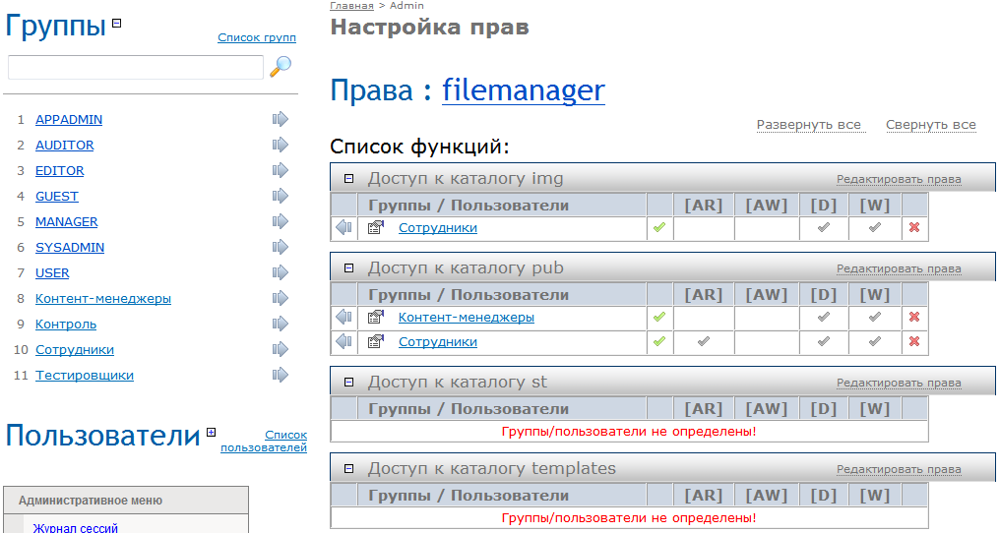 Группы
Список групп
1 APPADMIN
2 AUDITOR
3 EDITOR
4 GUEST
5 MANAGER
6 SYSADMIN
7 USER
8 Контент-менеджеры
9 Контроль
10 Сотрудники
11 Тестировщики
Пользователи
Список
пользователей
Административное меню
Журнал сессий
Главная > Admin
Настройка прав
Права : filemanager
Развернуть все Свернуть все
Список функций:
Доступ к каталогу img Редактировать права
Группы / Пользователи [AR] [AW] [D] [W]
Сотрудники
Доступ к каталогу pub Редактировать права
Группы / Пользователи [AR] [AW] [D] [W]
Контент-менеджеры
Сотрудники
Доступ к каталогу st Редактировать права
Группы / Пользователи [AR] [AW] [D] [W]
Группы/пользователи не определены!
Доступ к каталогу templates Редактировать права
Группы / Пользователи [AR] [AW] [D] [W]
Группы/пользователи не определены!